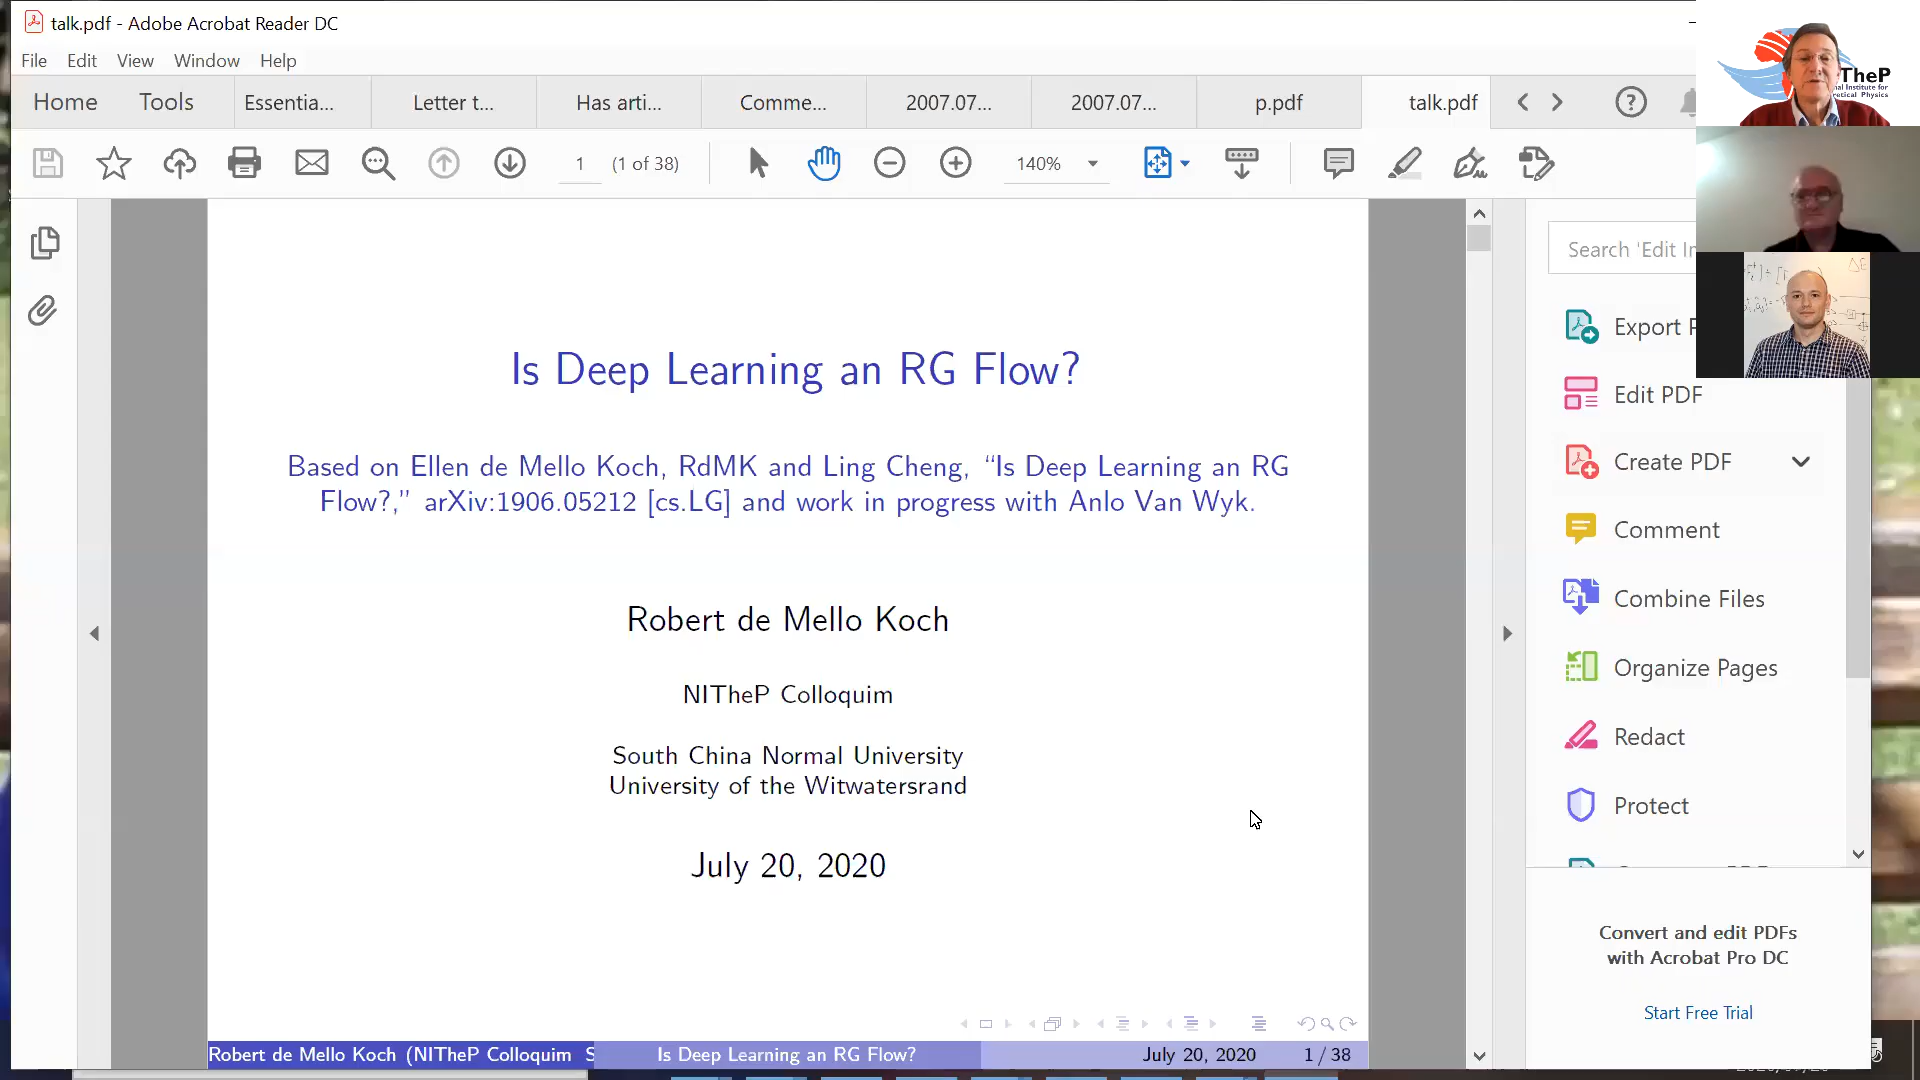 talk.pdf - Adobe Acrobat Reader DC
File Edit View Window Help
Home Tools Essentia... Letter t... Has arti... Comme... 2007.07... 2007.07... p.pdf talk.pdf
1 (1 of 38) 140%
Search 'Edit
Export
Edit PDF
Create PDF
Comment
Combine Files
Organize Pages
Redact
Protect
Convert and edit PDFs
with Acrobat Pro DC
Start Free Trial
TheP
Institute for
Physics
Is Deep Learning an RG Flow?
Based on Ellen de Mello Koch, RdMK and Ling Cheng, “Is Deep Learning an RG
Flow?,” arXiv:1906.05212 [cs.LG] and work in progress with Anlo Van Wyk.
Robert de Mello Koch
NITheP Colloquim
South China Normal University
University of the Witwatersrand
July 20, 2020
Robert de Mello Koch (NITheP Colloquim S Is Deep Learning an RG Flow? July 20, 2020 1 / 38